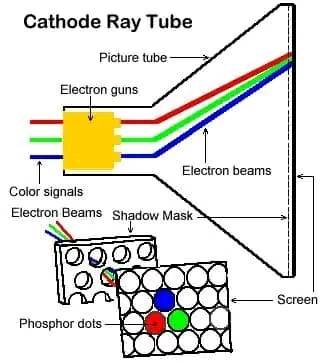 Cathode Ray Tube
Picture tube
Electron guns
Electron beams
Color signals
Electron Beams
Shadow Mask
Screen
Phosphor dots